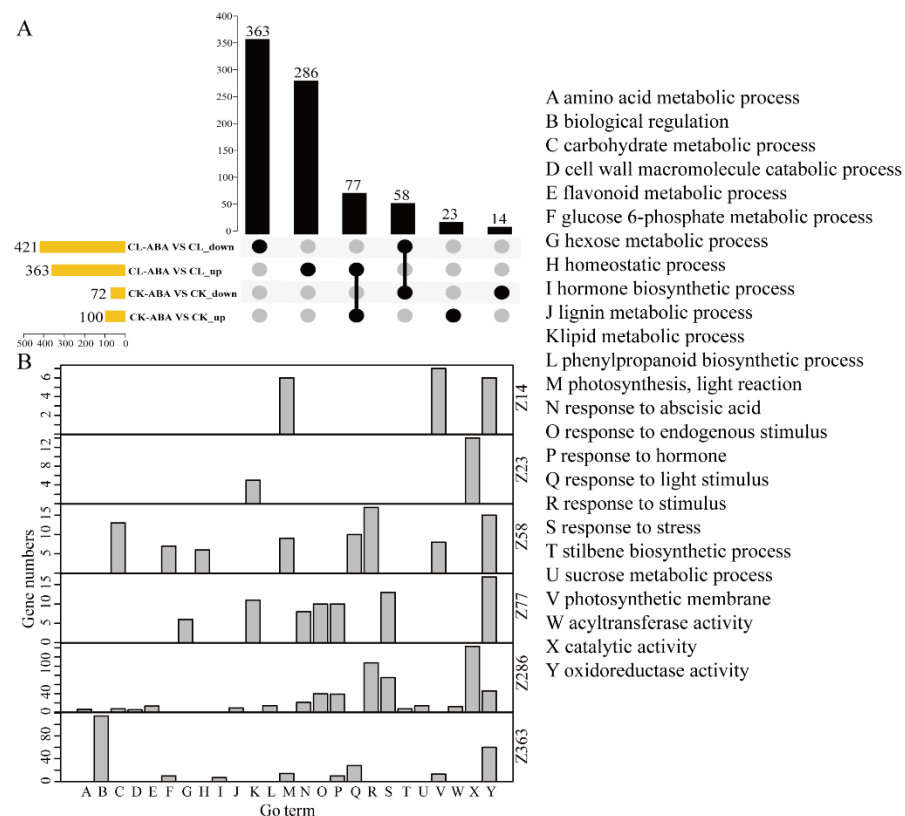 A
400
350
300
250
200
150
100
50
0
363
286
77
58
23
14
421
CL-ABA VS CL_down
363
CL-ABA VS CL_up
72
CK-ABA VS CK_down
100
CK-ABA VS CK_up
500 400 300 200 100 0
B
Gene numbers
6
4
2
Z14
12
8
4
Z23
15
10
5
Z58
15
10
5
0
Z77
100
40
0
Z286
80
40
0
Z363
A B C D E F G H I J K L M N O P Q R S T U V W X Y
Go term
A amino acid metabolic process
B biological regulation
C carbohydrate metabolic process
D cell wall macromolecule catabolic process
E flavonoid metabolic process
F glucose 6-phosphate metabolic process
G hexose metabolic process
H homeostatic process
I hormone biosynthetic process
J lignin metabolic process
Klipid metabolic process
L phenylpropanoid biosynthetic process
M photosynthesis, light reaction
N response to abscisic acid
O response to endogenous stimulus
P response to hormone
Q response to light stimulus
R response to stimulus
S response to stress
T stilbene biosynthetic process
U sucrose metabolic process
V photosynthetic membrane
W acyltransferase activity
X catalytic activity
Y oxidoreductase activity